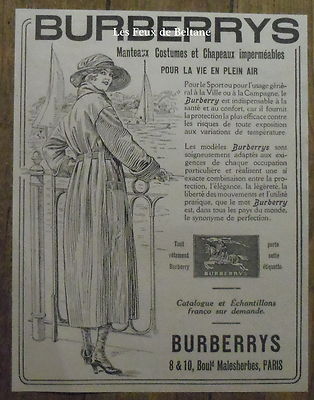 BURBERRYS
Les Feux de Beltane
Manteaux Costumes et Chapeaux imperméables
POUR LA VIE EN PLEIN AIR
Pour le Sport ou pour l'usage géné-
ral à la Ville ou à la Campagne, le
Burberry est indispensable à la
santé et au confort, car il fournit
la protection la plus efficace contre
les risques de toute exposition
aux variations de température.
Les modèles Burberrys sont
soigneusement adaptés aux exi-
gences de chaque occupation
particulière et réalisent une si
exacte combinaison entre la pro-
tection, l'élégance, la légèreté, la
liberté des mouvements et l'utilité
pratique, que le mot Burberry
est, dans tous les pays du monde,
le synonyme de perfection.
Tout porte
vêtement cette
Burberry étiquette
BURBERRYS
Catalogue et Échantillons
franco sur demande.
BURBERRYS
8 & 10, Boulᵈ Malesherbes, PARIS